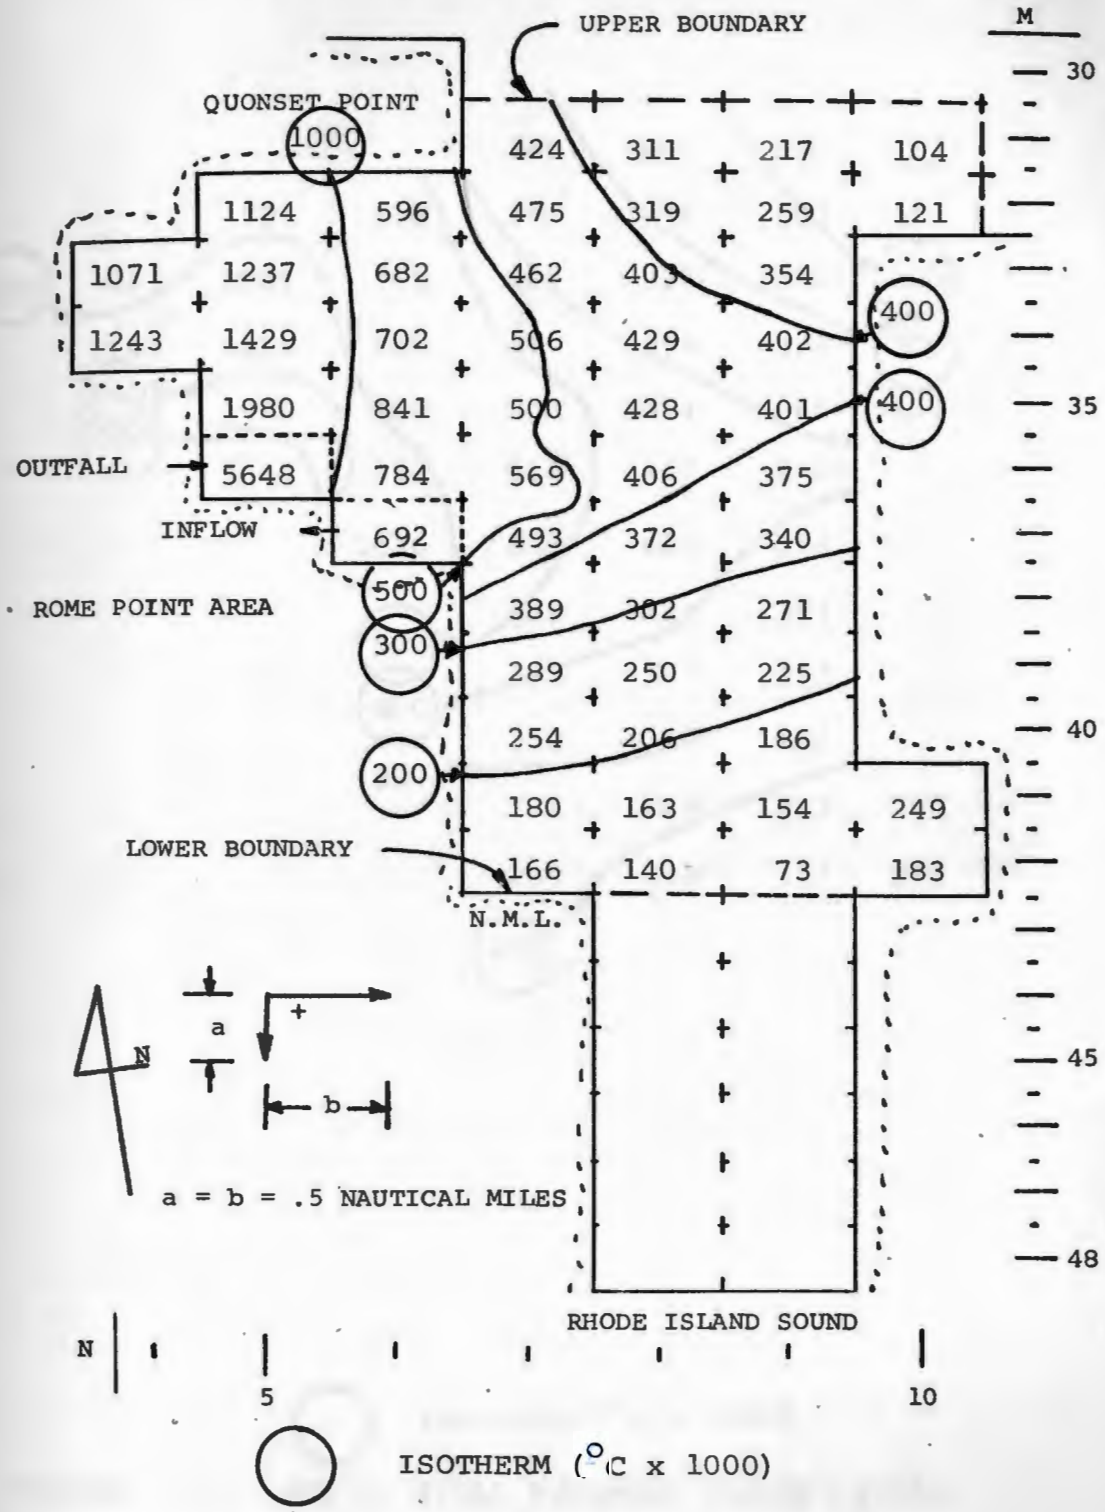 UPPER BOUNDARY M
30
QUONSET POINT
1000
424 311 217 104
1124 596 475 319 259 121
1071 1237 682 462 403 354
400
1243 1429 702 506 429 402
1980 841 500 428 401 400 35
OUTFALL 5648 784 569 406 375
INFLOW 692 493 372 340
500
ROME POINT AREA 389 302 271
300
289 250 225
254 206 186 40
200
180 163 154 249
LOWER BOUNDARY
166 140 73 183
N.M.L.
+
a
N
45
b
a = b = .5 NAUTICAL MILES
48
RHODE ISLAND SOUND
N
5 10
ISOTHERM (°C x 1000)